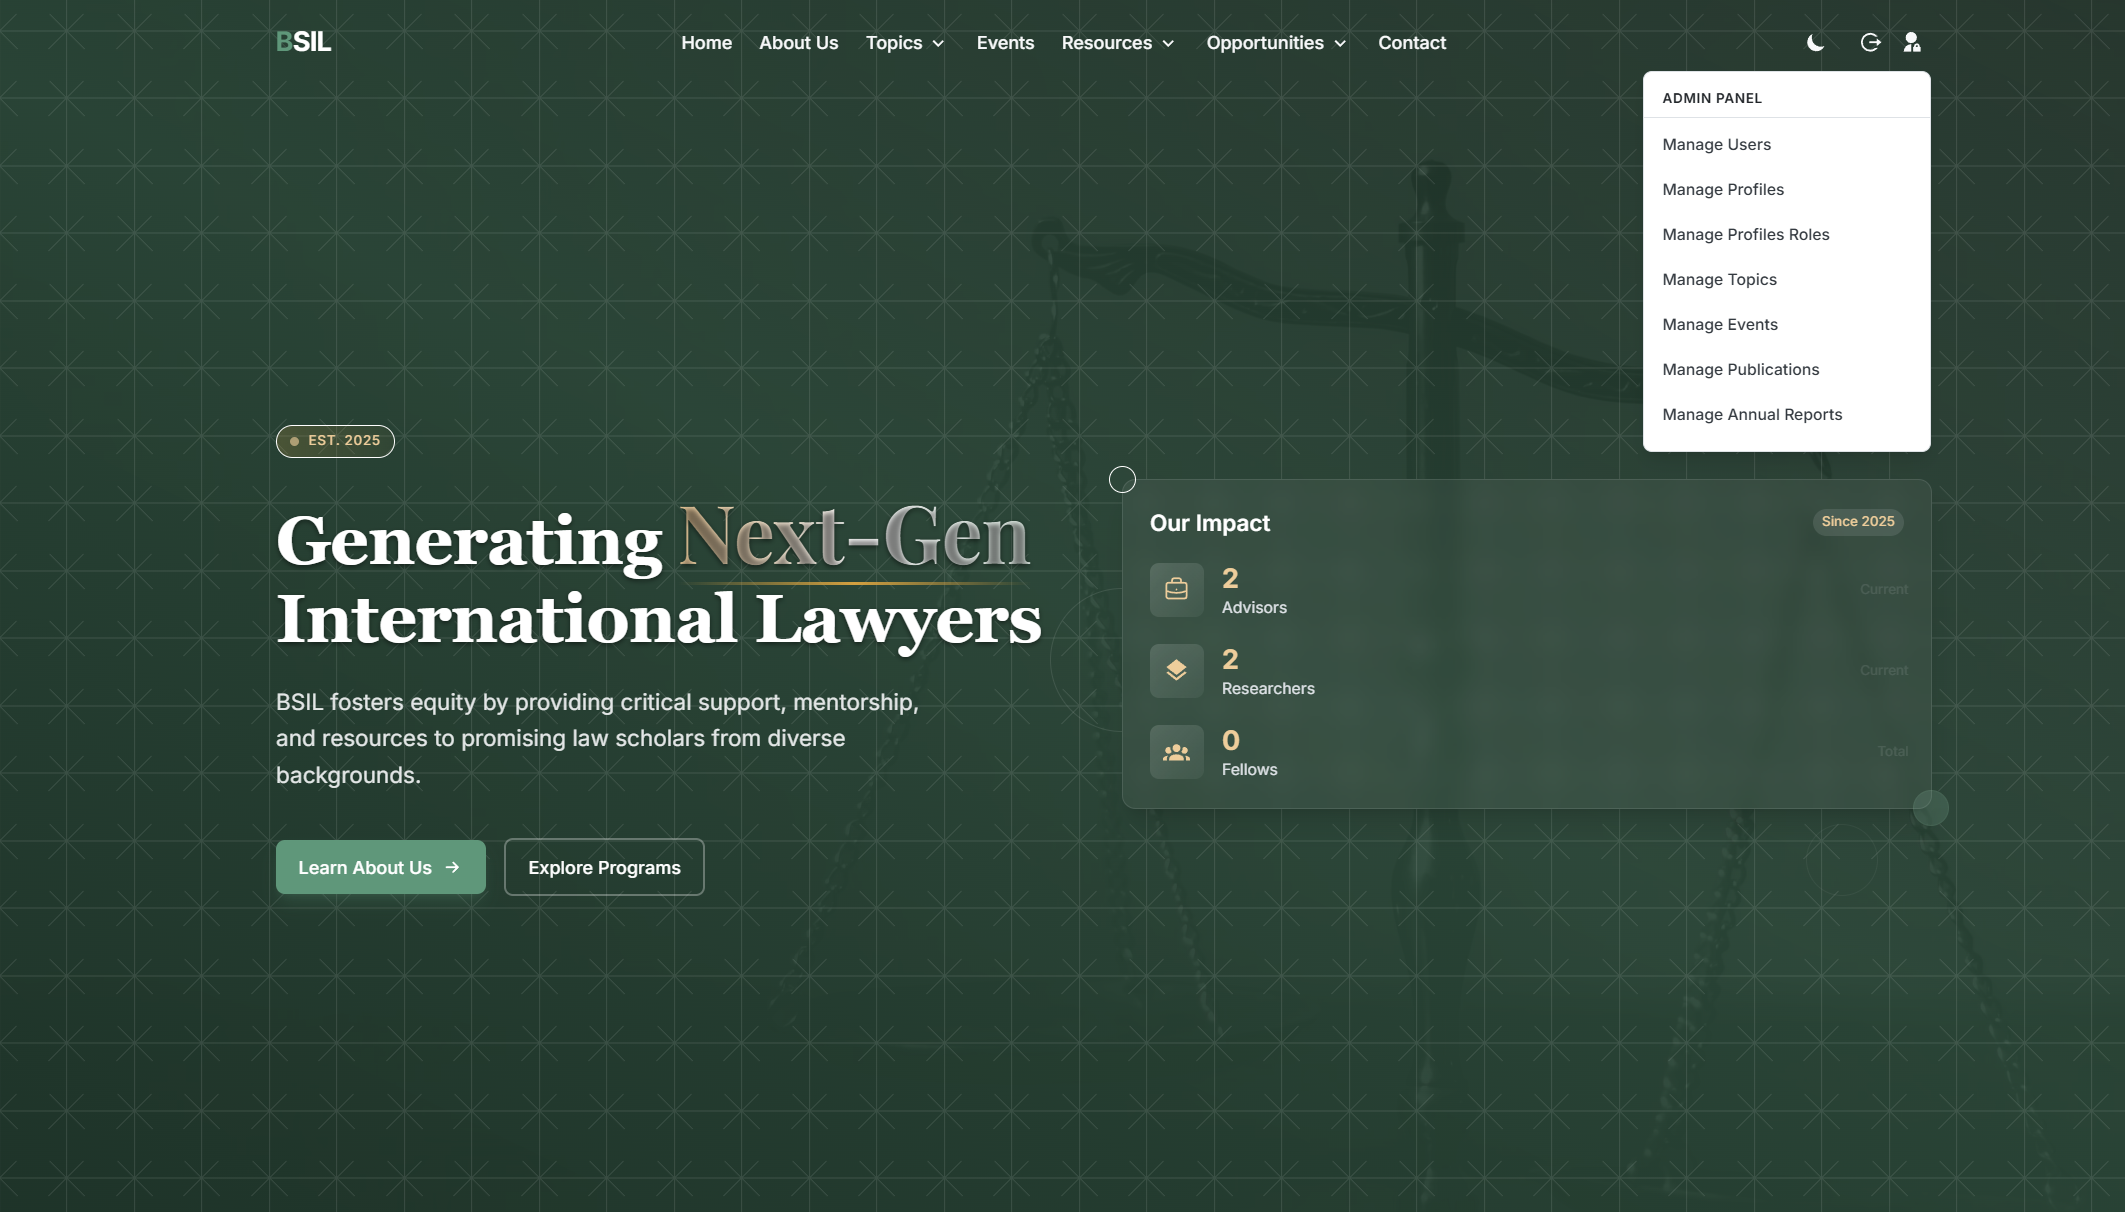 BSIL
Home
About Us
Topics
Events
Resources
Opportunities
Contact
ADMIN PANEL
Manage Users
Manage Profiles
Manage Profiles Roles
Manage Topics
Manage Events
Manage Publications
Manage Annual Reports
EST. 2025
Generating Next-Gen
International Lawyers
BSIL fosters equity by providing critical support, mentorship,
and resources to promising law scholars from diverse
backgrounds.
Learn About Us
Explore Programs
Our Impact
Since 2025
2
Advisors
Current
2
Researchers
Current
0
Fellows
Total